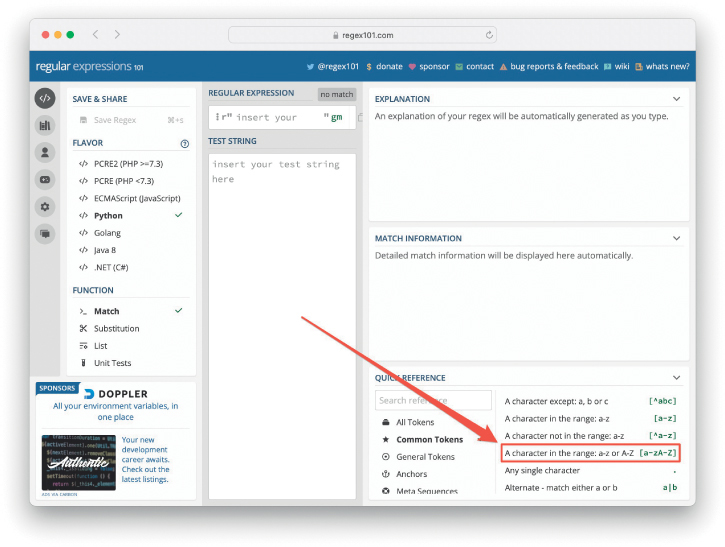 regex101.com
regular expressions 101
@regex101
$ donate
sponsor
contact
bug reports & feedback
wiki
whats new?
SAVE & SHARE
Save Regex ⌘+s
FLAVOR
</> PCRE2 (PHP >=7.3)
</> PCRE (PHP <7.3)
</> ECMAScript (JavaScript)
</> Python
</> Golang
</> Java 8
</> .NET (C#)
FUNCTION
>_ Match
Substitution
List
Unit Tests
SPONSORS
DOPPLER
All your environment variables, in
one place
Authentic
Your new
development
career awaits.
Check out the
latest listings.
ADS VIA CARBON
REGULAR EXPRESSION
no match
r" insert your " gm
TEST STRING
insert your test string
here
EXPLANATION
An explanation of your regex will be automatically generated as you type.
MATCH INFORMATION
Detailed match information will be displayed here automatically.
QUICK REFERENCE
Search reference
All Tokens
Common Tokens
General Tokens
Anchors
Meta Sequences
A character except: a, b or c [^abc]
A character in the range: a-z [a-z]
A character not in the range: a-z [^a-z]
A character in the range: a-z or A-Z [a-zA-Z]
Any single character .
Alternate - match either a or b a|b